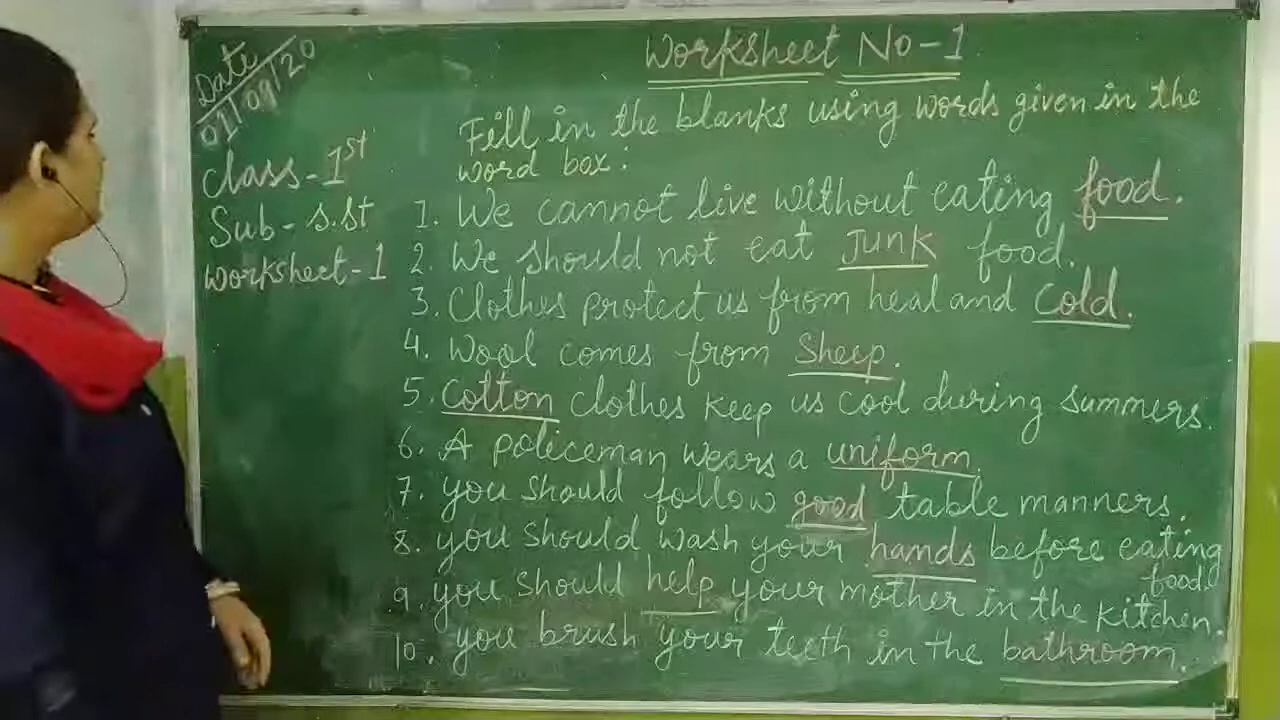 Date
01/09/20
Class-1st
Sub-S.St
Worksheet-1
Worksheet No-1
Fill in the blanks using words given in the
word box:
1. We cannot live without eating food.
2. We should not eat Junk food.
3. Clothes protect us from heal and cold.
4. Wool comes from Sheep.
5. Cotton clothes keep us cool during summers.
6. A policeman wears a uniform.
7. you should follow good table manners.
8. you should wash your hands before eating
food
9. you should help your mother in the kitchen.
10. you brush your teeth in the bathroom.